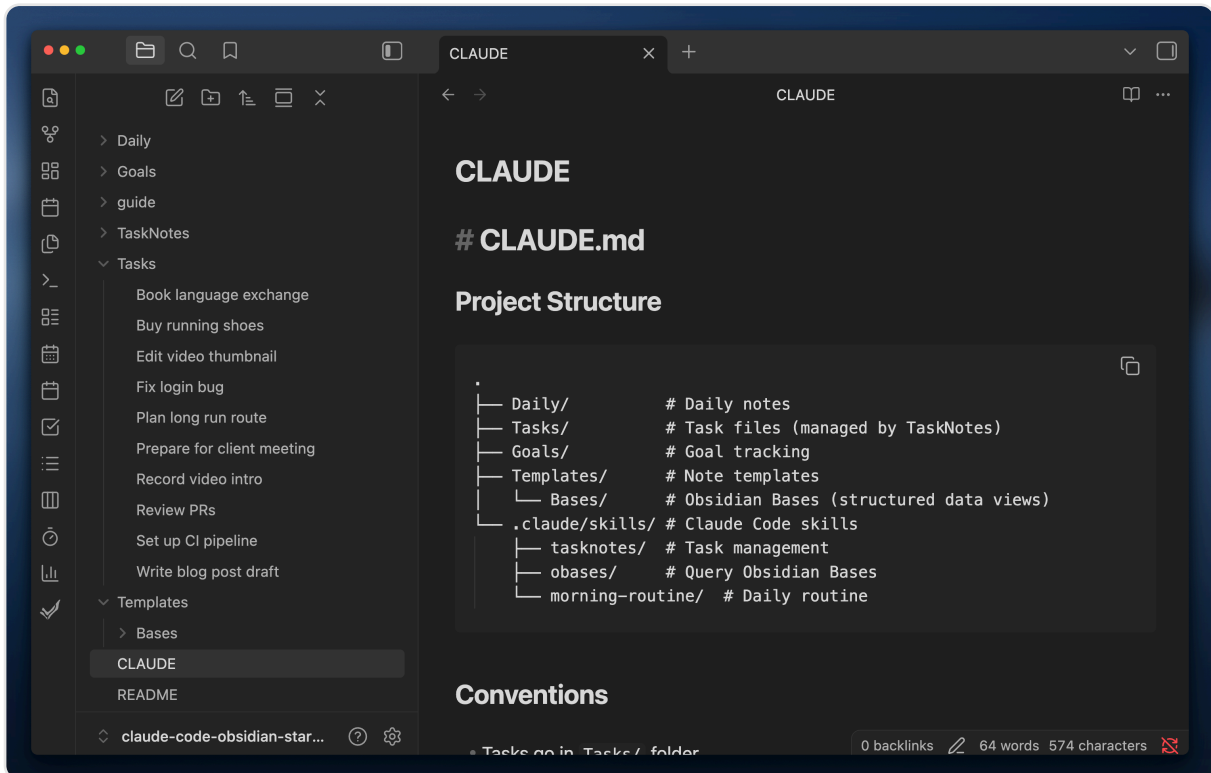 CLAUDE
CLAUDE
Daily
Goals
guide
TaskNotes
Tasks
Book language exchange
Buy running shoes
Edit video thumbnail
Fix login bug
Plan long run route
Prepare for client meeting
Record video intro
Review PRs
Set up CI pipeline
Write blog post draft
Templates
Bases
CLAUDE
README
claude-code-obsidian-star...
CLAUDE
# CLAUDE.md
Project Structure
.
├── Daily/ # Daily notes
├── Tasks/ # Task files (managed by TaskNotes)
├── Goals/ # Goal tracking
├── Templates/ # Note templates
│   └── Bases/ # Obsidian Bases (structured data views)
└── .claude/skills/ # Claude Code skills
    ├── tasknotes/ # Task management
    ├── obases/ # Query Obsidian Bases
    └── morning-routine/ # Daily routine
Conventions
Tasks go in Tasks/ folder
0 backlinks 64 words 574 characters